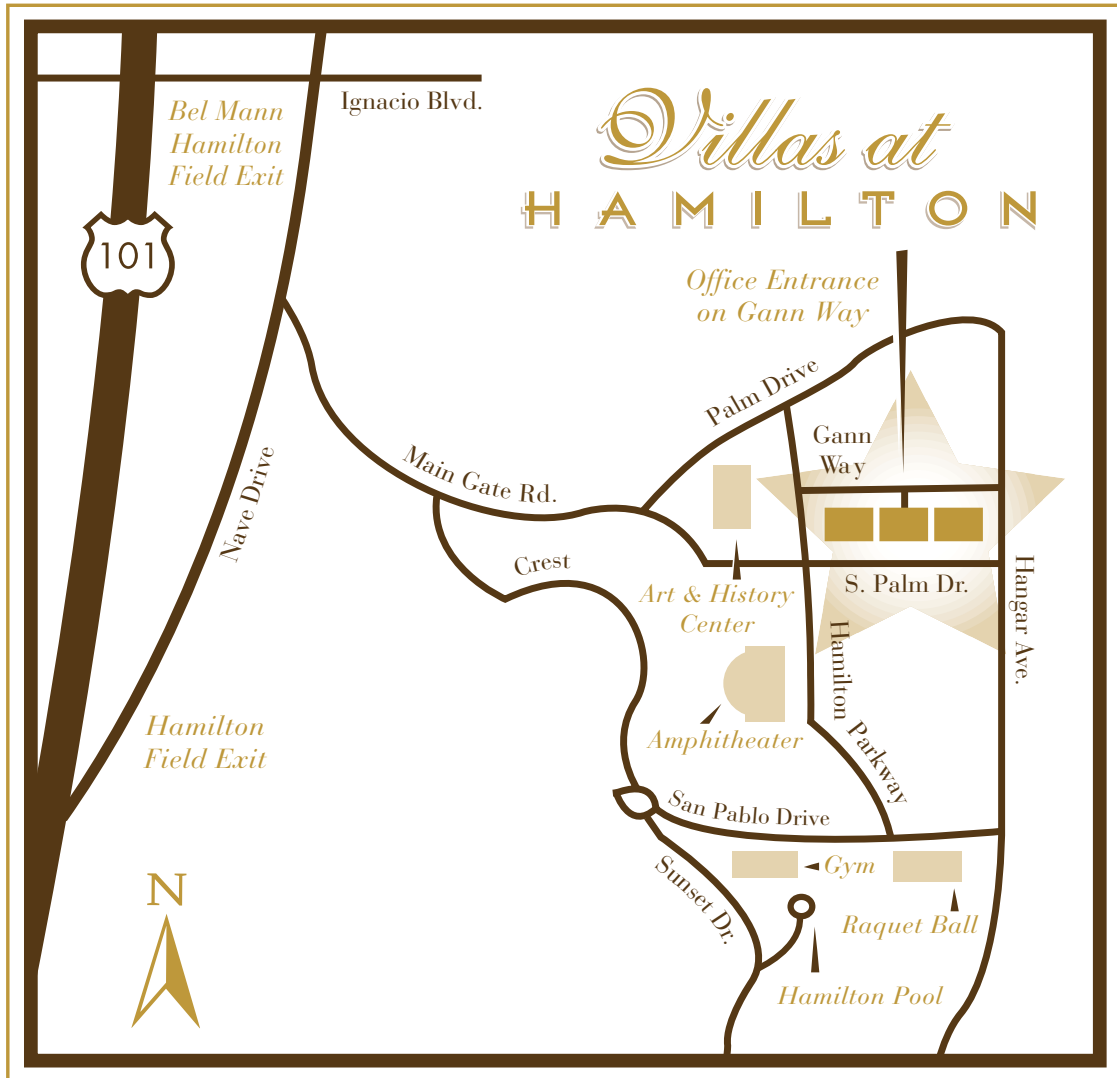 Ignacio Blvd.
Bel Mann
Hamilton
Field Exit
Villas at
HAMILTON
101
Office Entrance
on Gann Way
Palm Drive
Gann
Way
Main Gate Rd.
Nave Drive
Crest
S. Palm Dr.
Hangar Ave.
Art & History
Center
Hamilton
Parkway
Amphitheater
Hamilton
Field Exit
San Pablo Drive
Sunset Dr.
Gym
Raquet Ball
Hamilton Pool
N